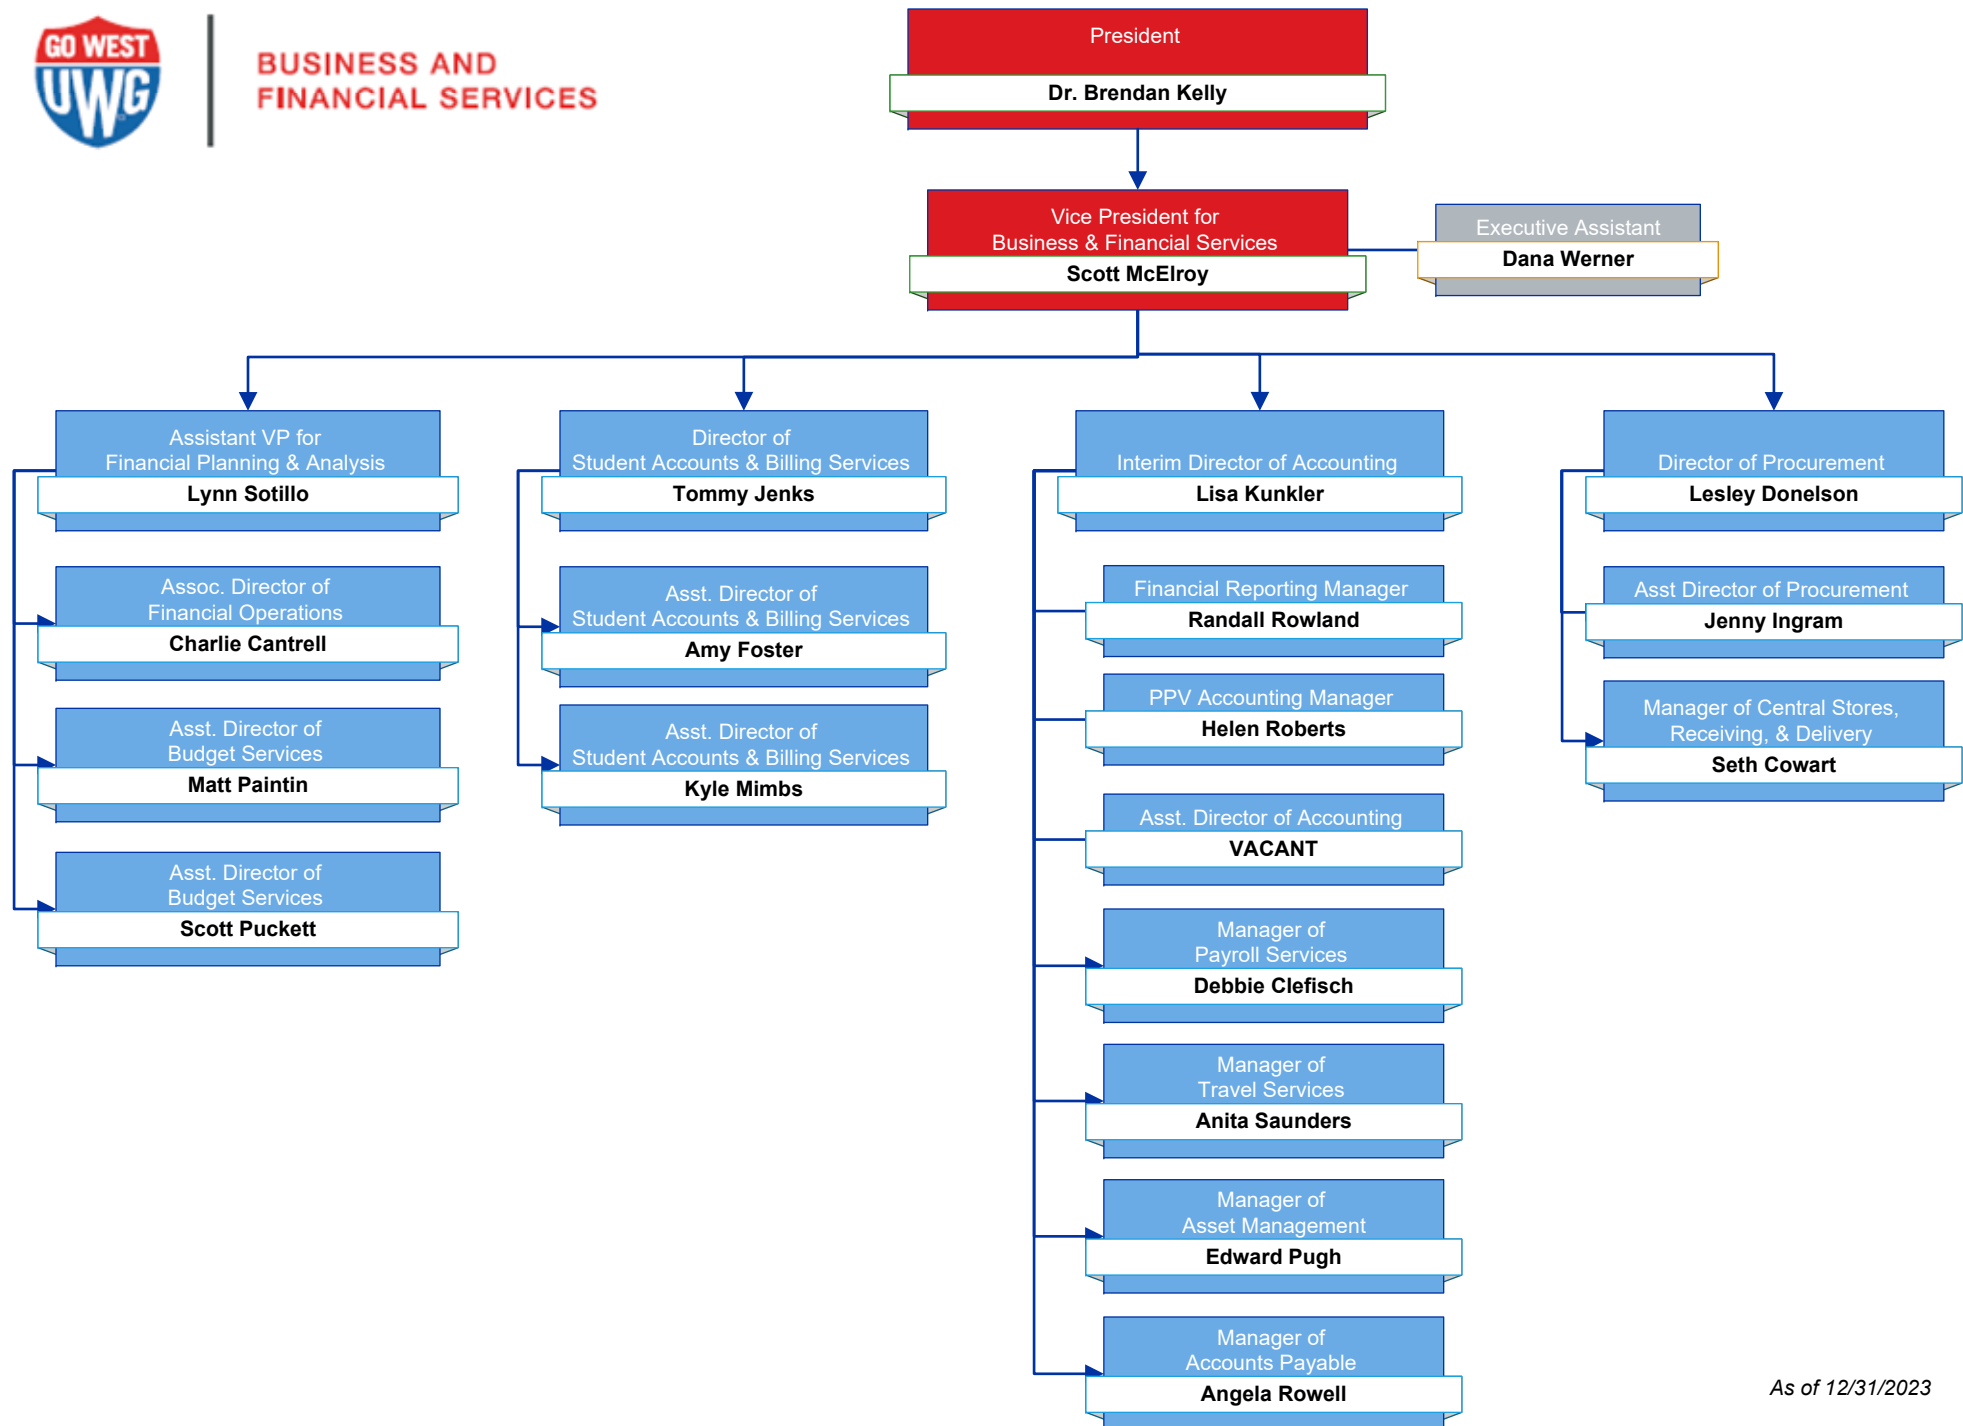 GO WEST
UWG
BUSINESS AND
FINANCIAL SERVICES
President
Dr. Brendan Kelly
Vice President for
Business & Financial Services
Scott McElroy
Executive Assistant
Dana Werner
Assistant VP for
Financial Planning & Analysis
Lynn Sotillo
Assoc. Director of
Financial Operations
Charlie Cantrell
Asst. Director of
Budget Services
Matt Paintin
Asst. Director of
Budget Services
Scott Puckett
Director of
Student Accounts & Billing Services
Tommy Jenks
Asst. Director of
Student Accounts & Billing Services
Amy Foster
Asst. Director of
Student Accounts & Billing Services
Kyle Mimbs
Interim Director of Accounting
Lisa Kunkler
Financial Reporting Manager
Randall Rowland
PPV Accounting Manager
Helen Roberts
Asst. Director of Accounting
VACANT
Manager of
Payroll Services
Debbie Clefisch
Manager of
Travel Services
Anita Saunders
Manager of
Asset Management
Edward Pugh
Manager of
Accounts Payable
Angela Rowell
Director of Procurement
Lesley Donelson
Asst Director of Procurement
Jenny Ingram
Manager of Central Stores,
Receiving, & Delivery
Seth Cowart
As of 12/31/2023